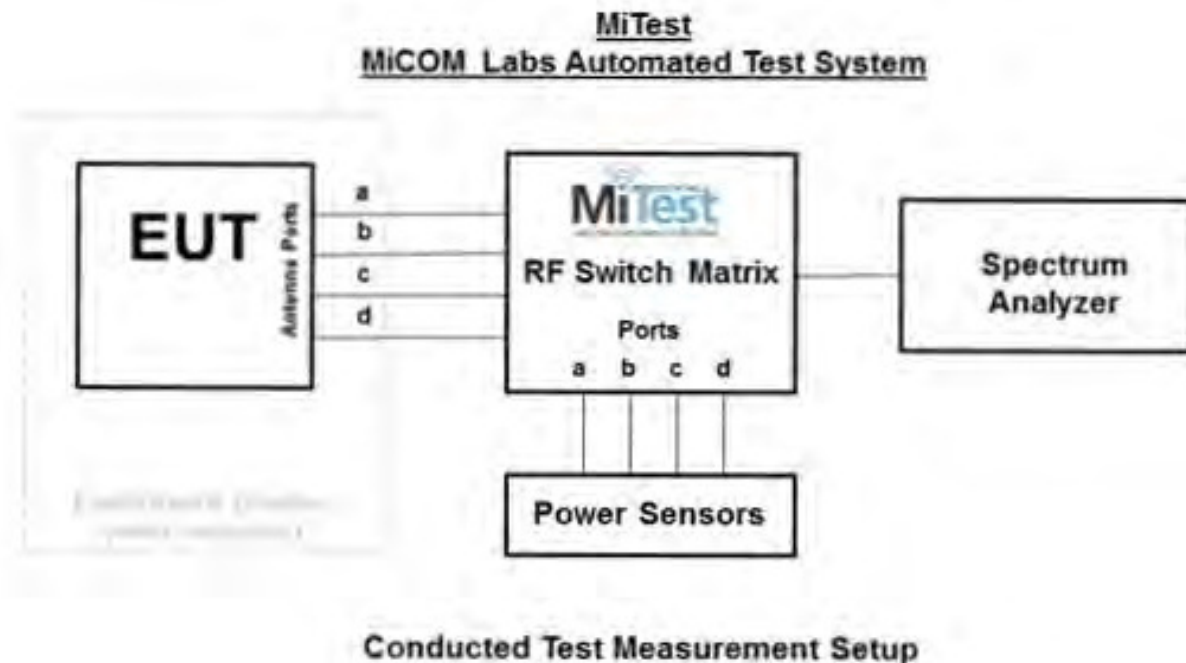 MiTest
MiCOM Labs Automated Test System
EUT
Antenna Ports
a
b
c
d
MiTest
RF Switch Matrix
Ports
a b c d
Spectrum
Analyzer
Power Sensors
Conducted Test Measurement Setup